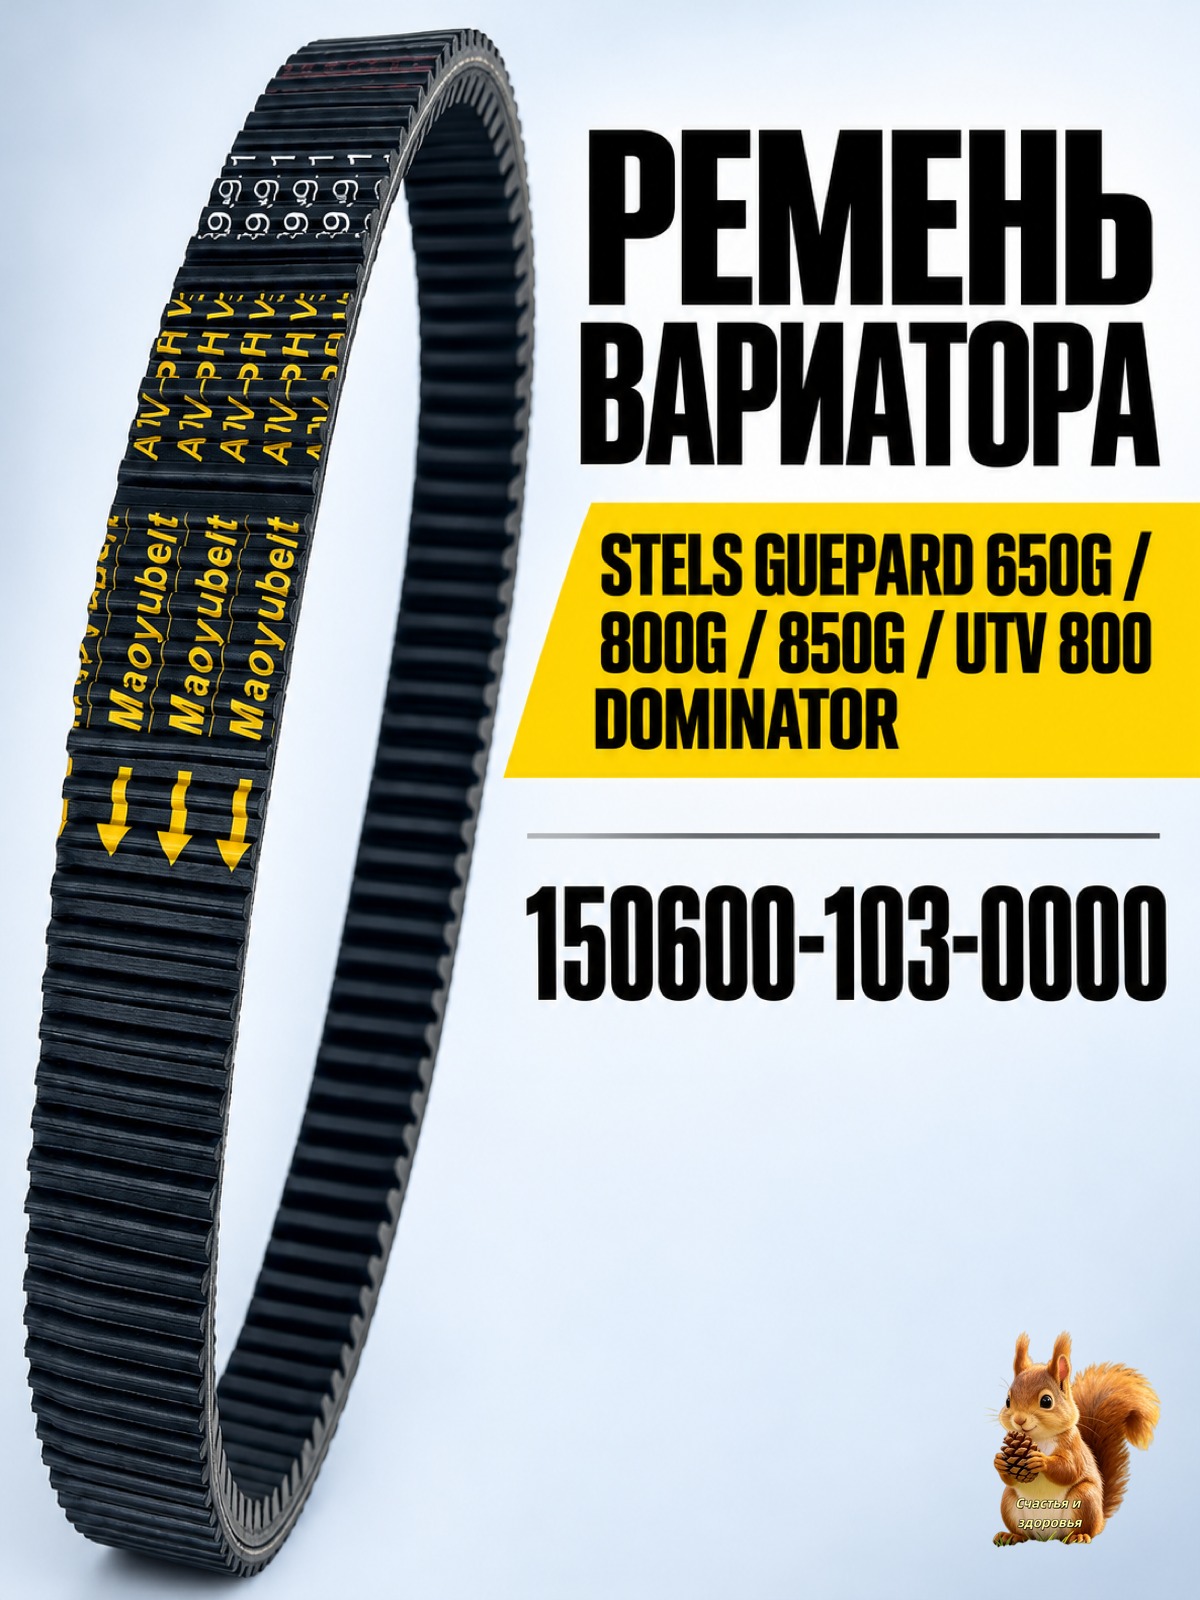 РЕМЕНЬ
ВАРИАТОРА
STELS GUEPARD 650G /
800G / 850G / UTV 800
DOMINATOR
150600-103-0000
Maoyubelt
Maoyubelt
Maoyubelt
Счастья и
здоровья